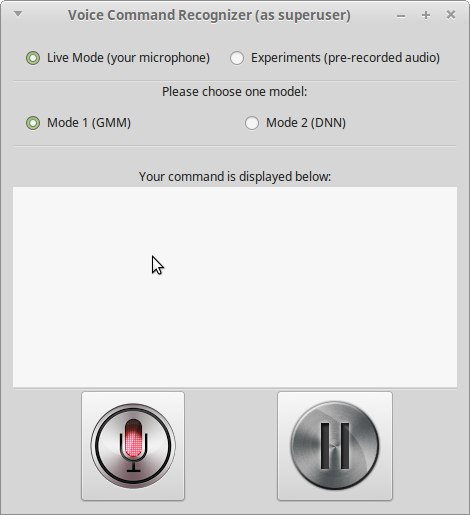 Voice Command Recognizer (as superuser)
Live Mode (your microphone) Experiments (pre-recorded audio)
Please choose one model:
Mode 1 (GMM) Mode 2 (DNN)
Your command is displayed below: